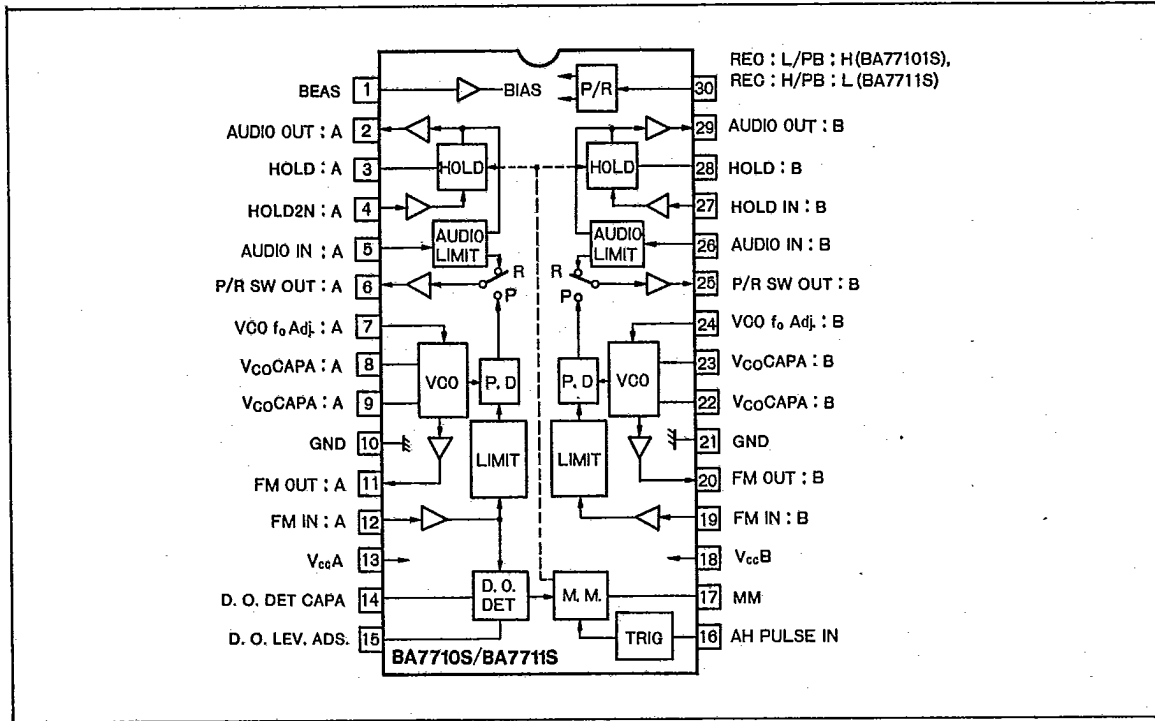 REC : L/PB : H(BA77101S),
REC : H/PB : L(BA7711S)
BEAS 1 BIAS P/R 30
AUDIO OUT : A 2 29 AUDIO OUT : B
HOLD : A 3 HOLD HOLD 28 HOLD : B
HOLD2N : A 4 27 HOLD IN : B
AUDIO IN : A 5 AUDIO LIMIT AUDIO LIMIT 26 AUDIO IN : B
R R
P/R SW OUT : A 6 25 P/R SW OUT : B
P P
VCO fo Adj. : A 7 24 VCO fo Adj. : B
VCOCAPA : A 8 23 VCOCAPA : B
VCO P. D P. D VCO
VCOCAPA : A 9 22 VCOCAPA : B
GND 10 21 GND
LIMIT LIMIT
FM OUT : A 11 20 FM OUT : B
FM IN : A 12 19 FM IN : B
VccA 13 18 VccB
D. O. DET CAPA 14 D. O. DET M. M. 17 MM
D. O. LEV. ADS. 15 TRIG 16 AH PULSE IN
BA7710S/BA7711S